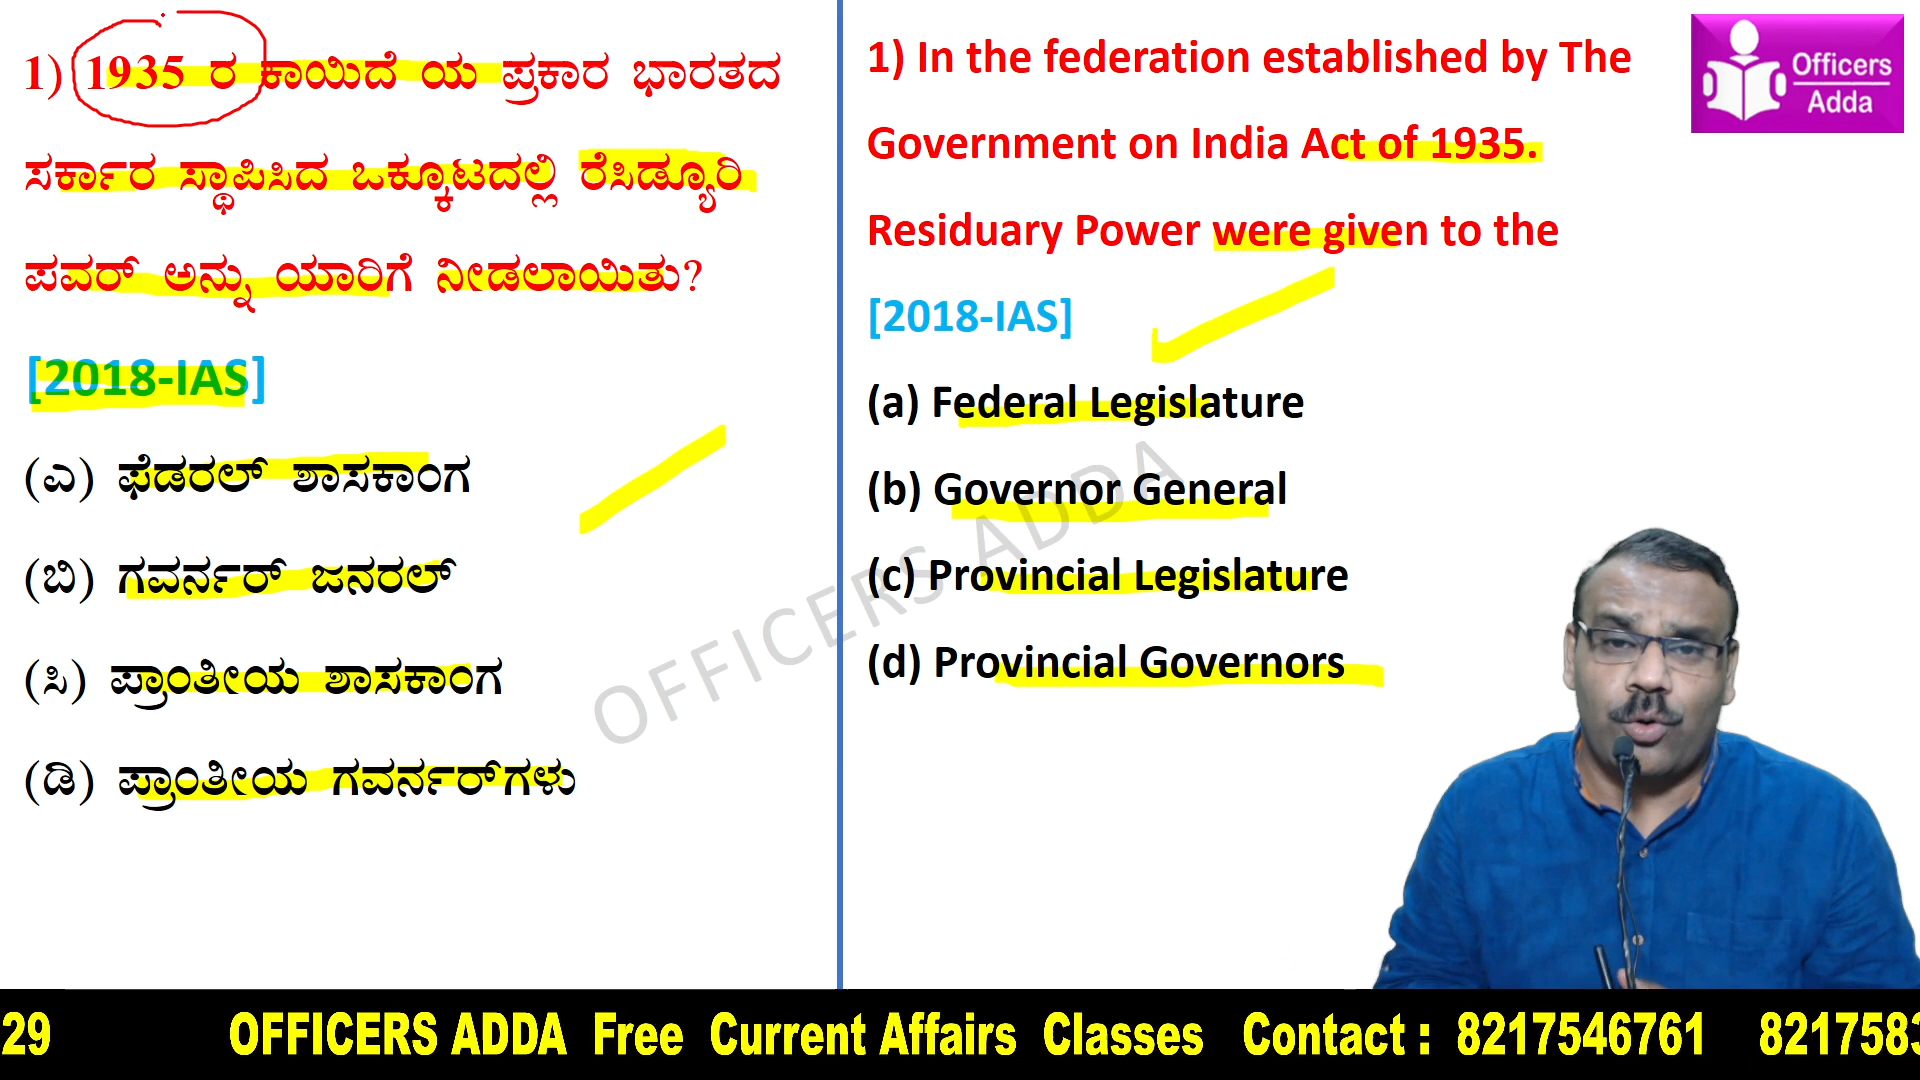 1) 1935 ರ ಕಾಯಿದೆ ಯ ಪ್ರಕಾರ ಭಾರತದ
ಸರ್ಕಾರ ಸ್ಥಾಪಿಸಿದ ಒಕ್ಕೂಟದಲ್ಲಿ ರೆಸಿಡ್ಯೂರಿ
ಪವರ್ ಅನ್ನು ಯಾರಿಗೆ ನೀಡಲಾಯಿತು?
[2018-IAS]
(ಎ) ಫೆಡರಲ್ ಶಾಸಕಾಂಗ
(ಬಿ) ಗವರ್ನರ್ ಜನರಲ್
(ಸಿ) ಪ್ರಾಂತೀಯ ಶಾಸಕಾಂಗ
(ಡಿ) ಪ್ರಾಂತೀಯ ಗವರ್ನರ್‌ಗಳು
1) In the federation established by The
Government on India Act of 1935.
Residuary Power were given to the
[2018-IAS]
(a) Federal Legislature
(b) Governor General
(c) Provincial Legislature
(d) Provincial Governors
Officers
Adda
OFFICERS ADDA
29 OFFICERS ADDA Free Current Affairs Classes Contact : 8217546761 821758